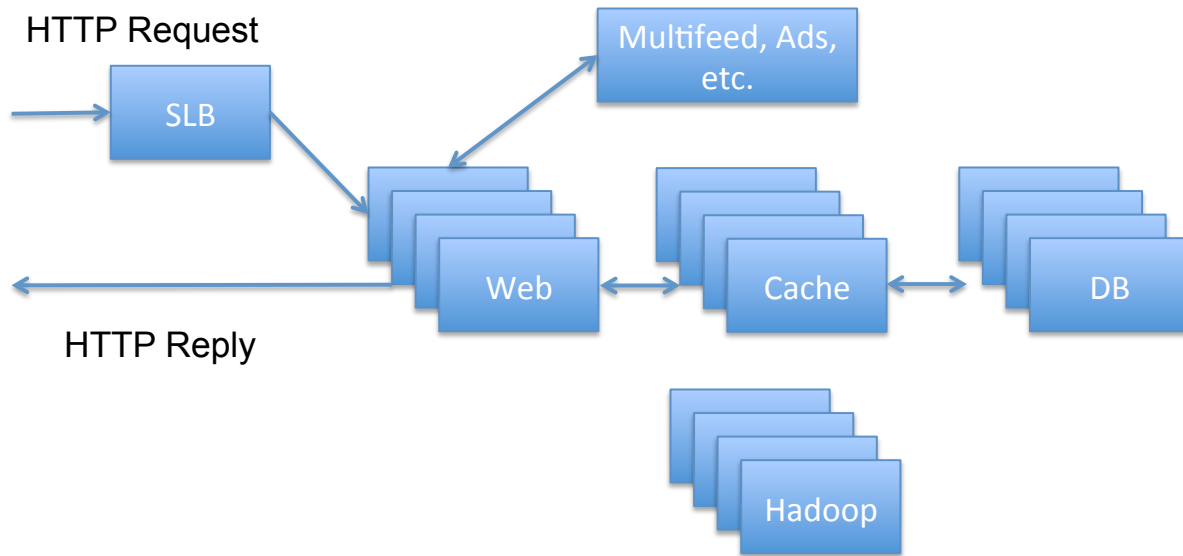 HTTP Request
Multifeed, Ads,
etc.
SLB
Web
Cache
DB
HTTP Reply
Hadoop